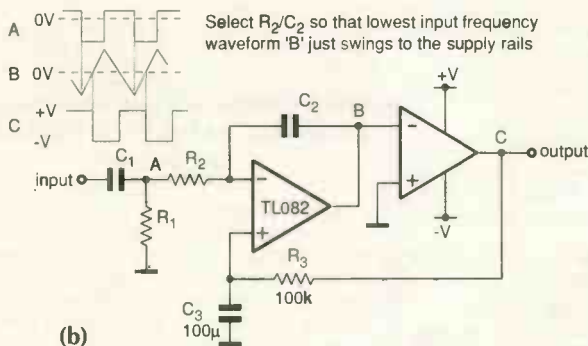 Select R2/C2 so that lowest input frequency
waveform 'B' just swings to the supply rails
A 0V
B 0V
+V
C
-V
C1
A
R2
C2
B
+V
C
input
output
R1
TL082
-
+
-
+
-V
R3
100k
C3
100µ
(b)